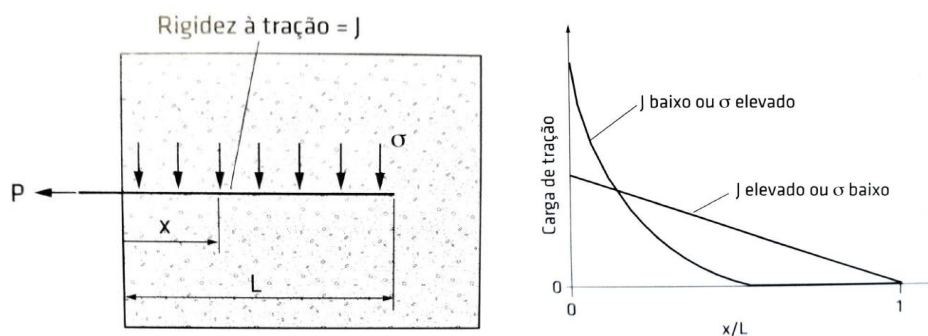 Rigidez à tração = J
σ
P
x
L
Carga de tração
J baixo ou σ elevado
J elevado ou σ baixo
0
0
1
x/L